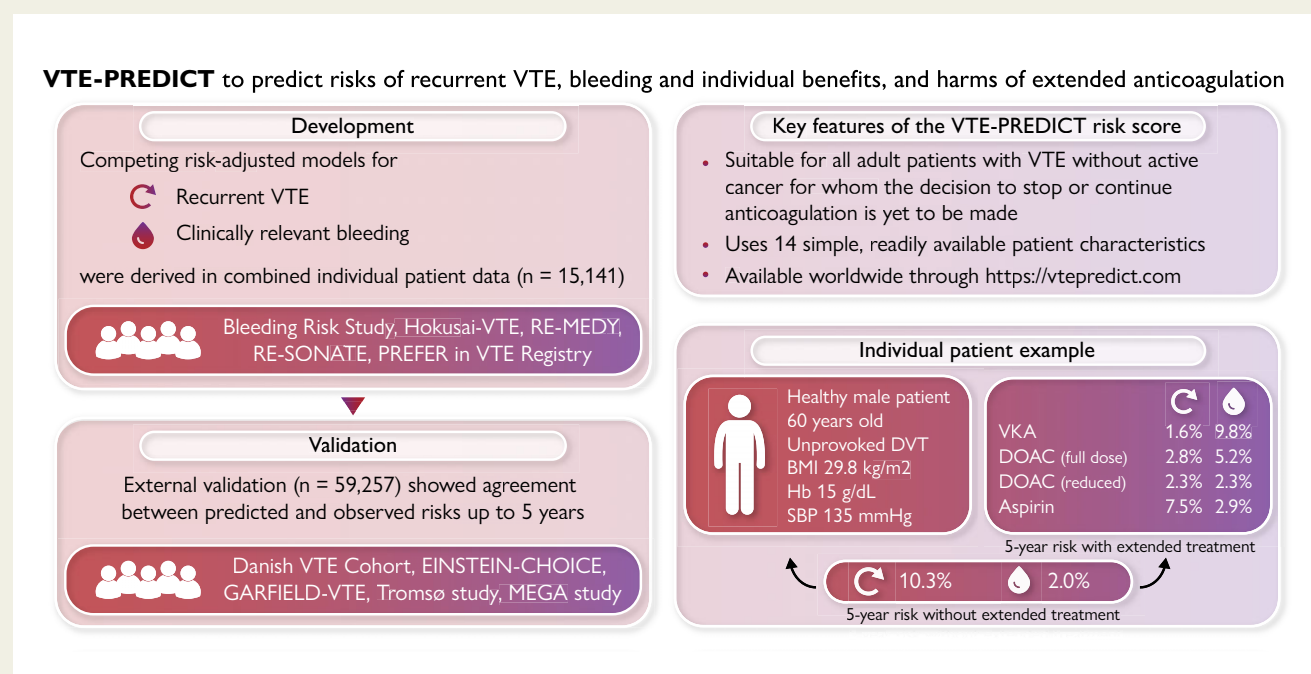 VTE-PREDICT to predict risks of recurrent VTE, bleeding and individual benefits, and harms of extended anticoagulation
Development
Competing risk-adjusted models for
Recurrent VTE
Clinically relevant bleeding
were derived in combined individual patient data (n = 15,141)
Bleeding Risk Study, Hokusai-VTE, RE-MEDY,
RE-SONATE, PREFER in VTE Registry
Validation
External validation (n = 59,257) showed agreement
between predicted and observed risks up to 5 years
Danish VTE Cohort, EINSTEIN-CHOICE,
GARFIELD-VTE, Tromsø study, MEGA study
Key features of the VTE-PREDICT risk score
• Suitable for all adult patients with VTE without active
cancer for whom the decision to stop or continue
anticoagulation is yet to be made
• Uses 14 simple, readily available patient characteristics
• Available worldwide through https://vtepredict.com
Individual patient example
Healthy male patient
60 years old
Unprovoked DVT
BMI 29.8 kg/m2
Hb 15 g/dL
SBP 135 mmHg
VKA 1.6% 9.8%
DOAC (full dose) 2.8% 5.2%
DOAC (reduced) 2.3% 2.3%
Aspirin 7.5% 2.9%
5-year risk with extended treatment
10.3% 2.0%
5-year risk without extended treatment